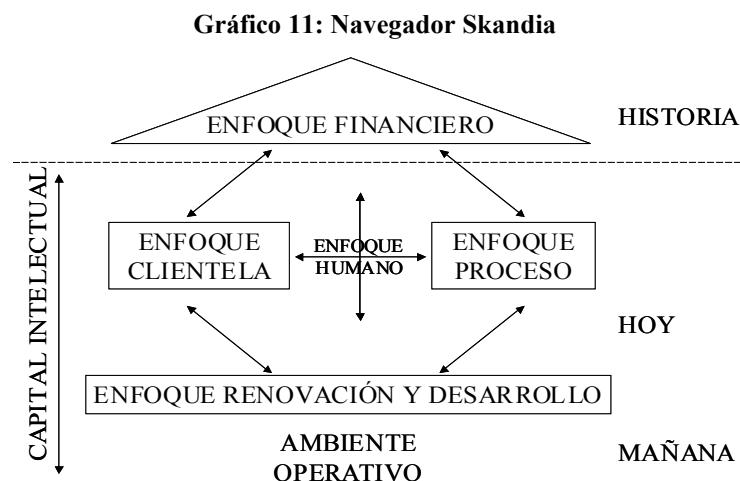 Gráfico 11: Navegador Skandia
ENFOQUE FINANCIERO
HISTORIA
CAPITAL INTELECTUAL
ENFOQUE
CLIENTELA
ENFOQUE
HUMANO
ENFOQUE
PROCESO
HOY
ENFOQUE RENOVACIÓN Y DESARROLLO
AMBIENTE
OPERATIVO
MAÑANA